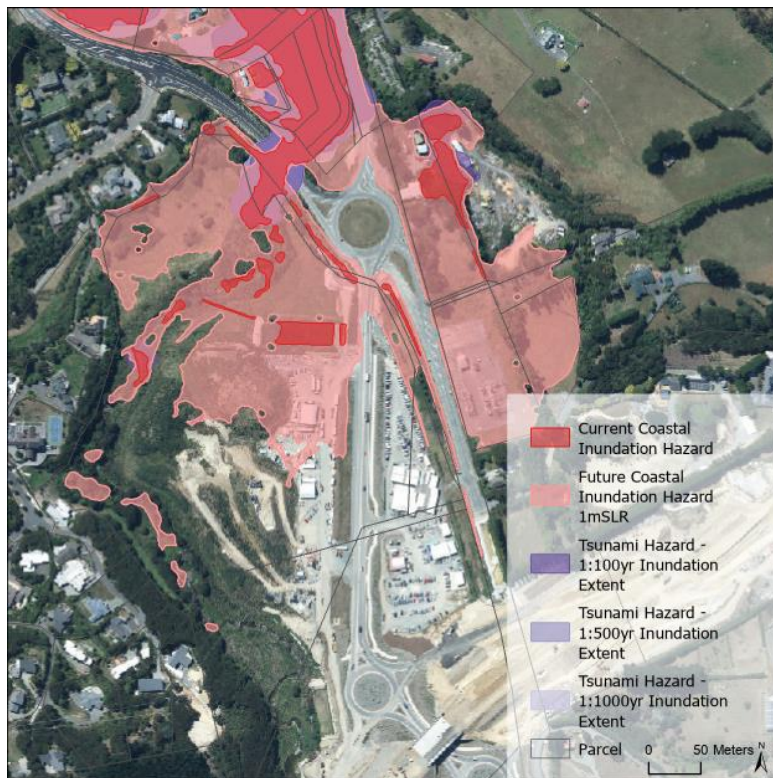 Current Coastal
Inundation Hazard
Future Coastal
Inundation Hazard
1mSLR
Tsunami Hazard -
1:100yr Inundation
Extent
Tsunami Hazard -
1:500yr Inundation
Extent
Tsunami Hazard -
1:1000yr Inundation
Extent
Parcel
0 50 Meters
N